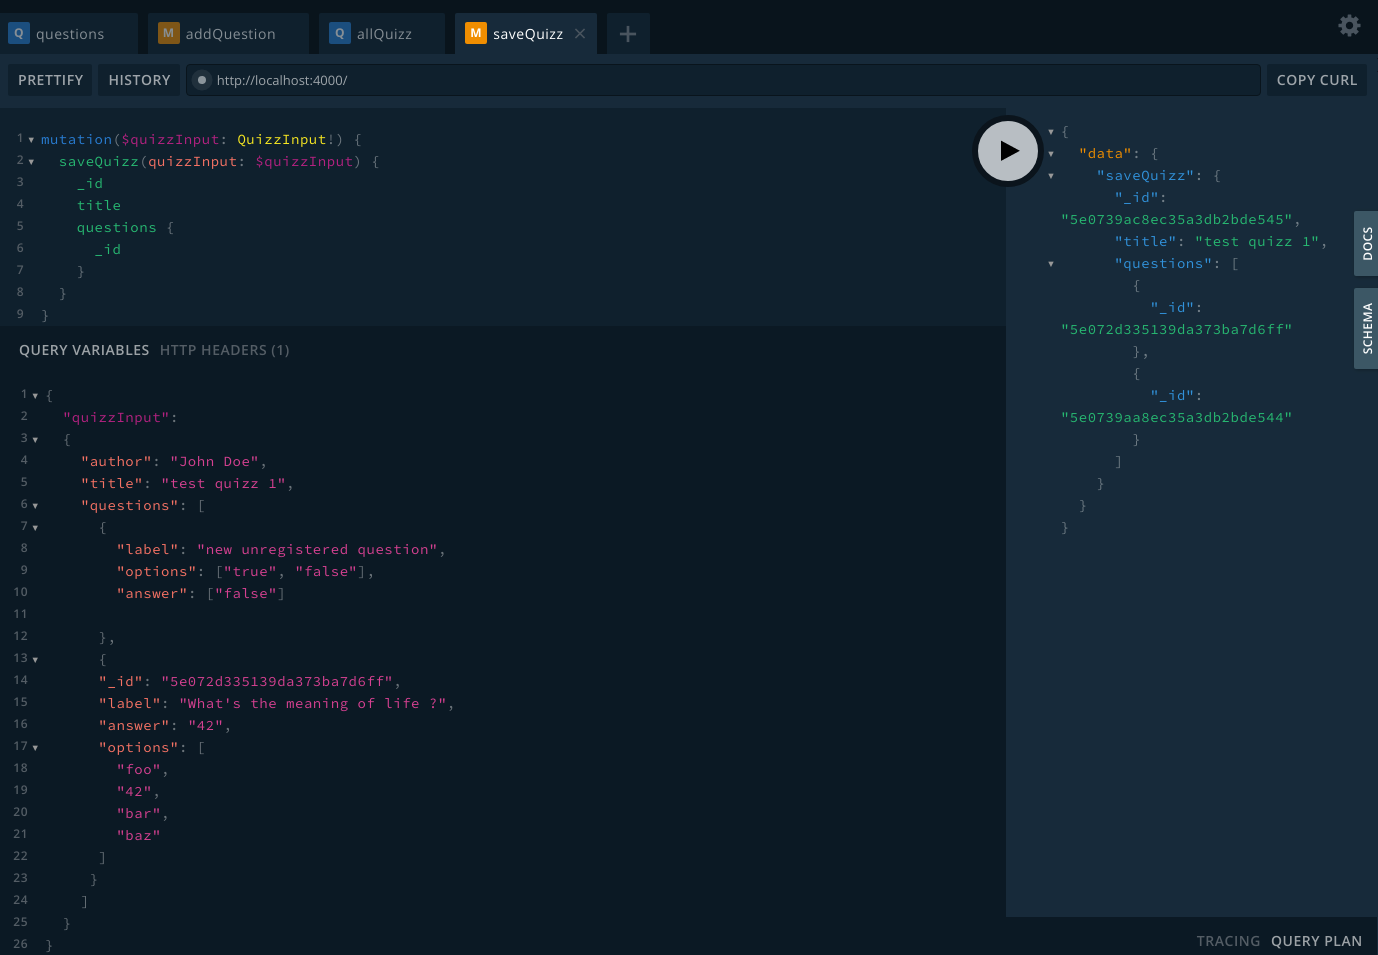 Q questions M addQuestion Q allQuizz M saveQuizz × +
PRETTIFY HISTORY http://localhost:4000/ COPY CURL
1 mutation($quizzInput: QuizzInput!) {
2 saveQuizz(quizzInput: $quizzInput) {
3 _id
4 title
5 questions {
6 _id
7 }
8 }
9 }
QUERY VARIABLES HTTP HEADERS (1)
1 {
2 "quizzInput":
3 {
4 "author": "John Doe",
5 "title": "test quizz 1",
6 "questions": [
7 {
8 "label": "new unregistered question",
9 "options": ["true", "false"],
10 "answer": ["false"]
11
12 },
13 {
14 "_id": "5e072d335139da373ba7d6ff",
15 "label": "What's the meaning of life ?",
16 "answer": "42",
17 "options": [
18 "foo",
19 "42",
20 "bar",
21 "baz"
22 ]
23 }
24 ]
25 }
26 }
{
"data": {
"saveQuizz": {
"_id":
"5e0739ac8ec35a3db2bde545",
"title": "test quizz 1",
"questions": [
{
"_id":
"5e072d335139da373ba7d6ff"
},
{
"_id":
"5e0739aa8ec35a3db2bde544"
}
]
}
}
}
DOCS
SCHEMA
TRACING QUERY PLAN